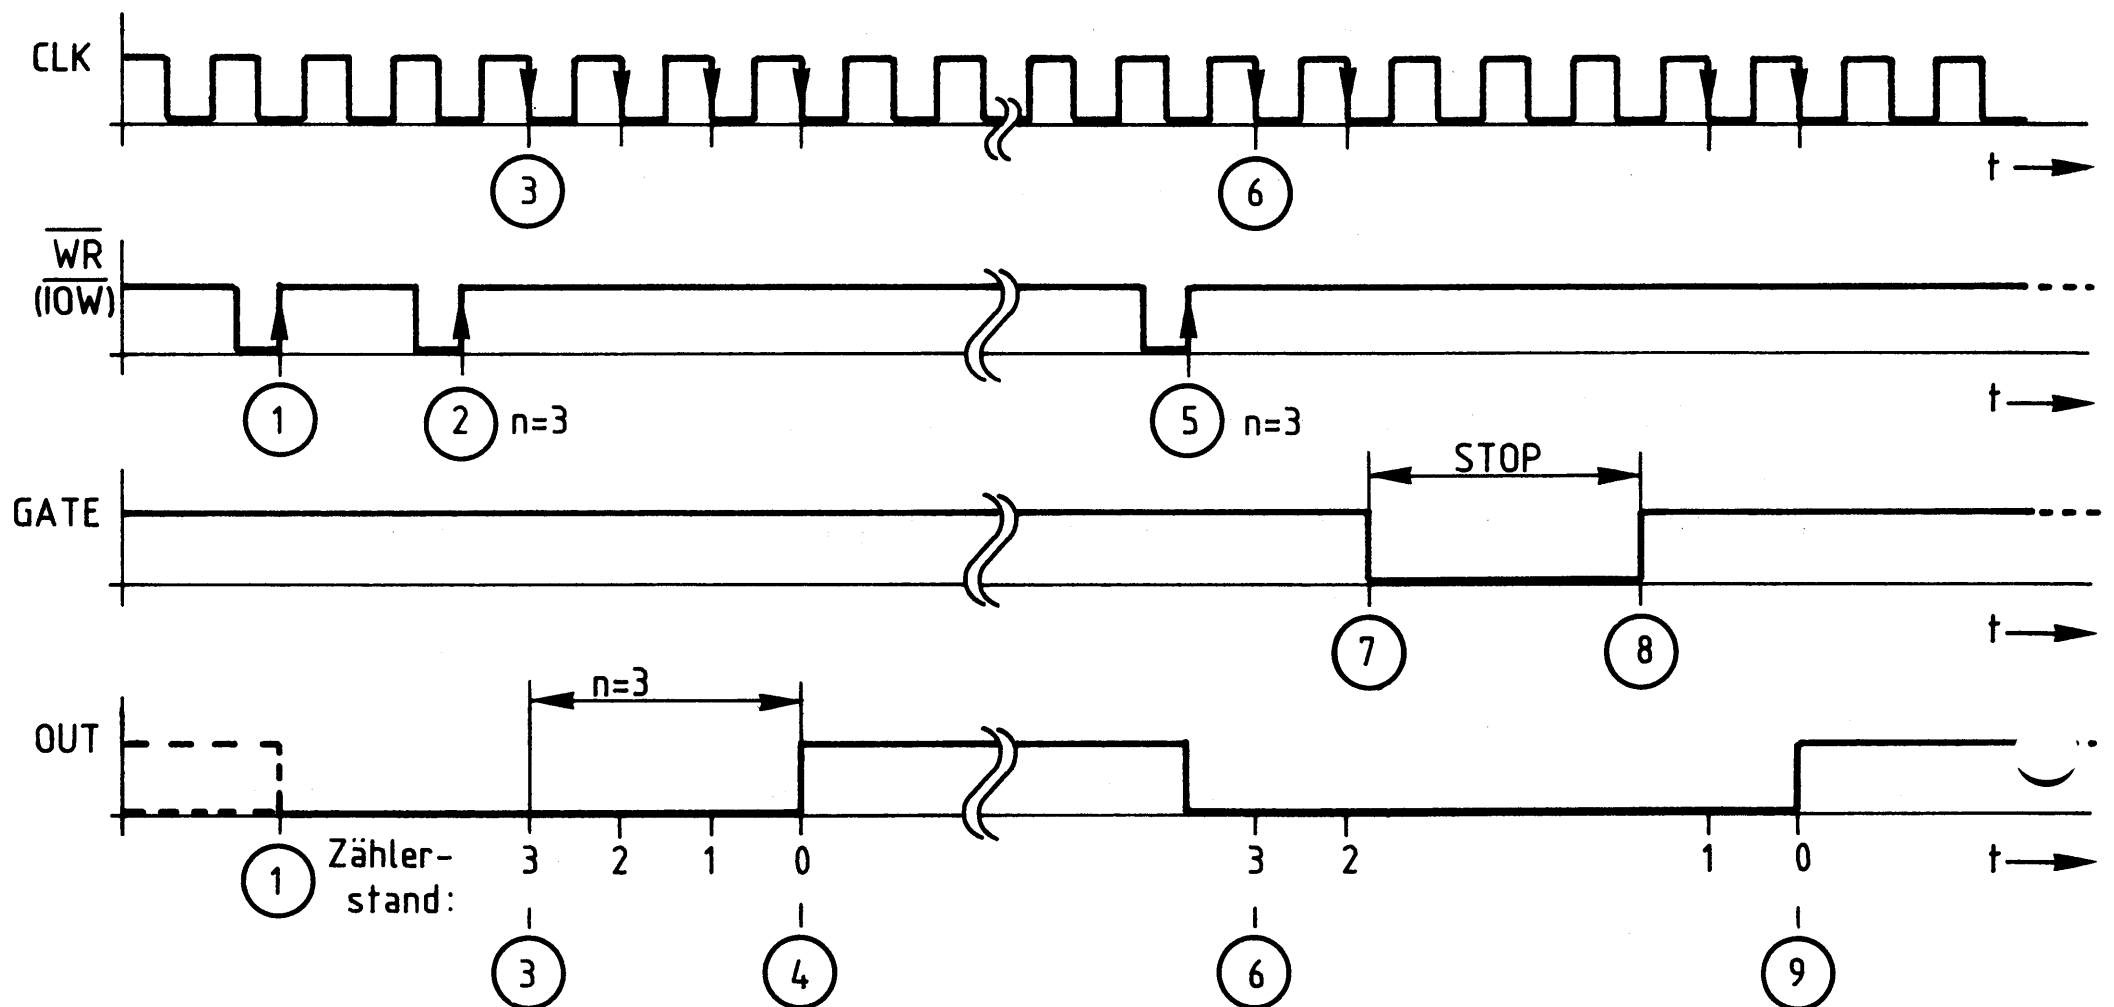 CLK
t
3
6
WR
(IOW)
1
2 n=3
5 n=3
t
STOP
GATE
t
7
8
n=3
OUT
1
Zähler-
stand:
3 2 1 0 3 2 1 0 t
3
4
6
9